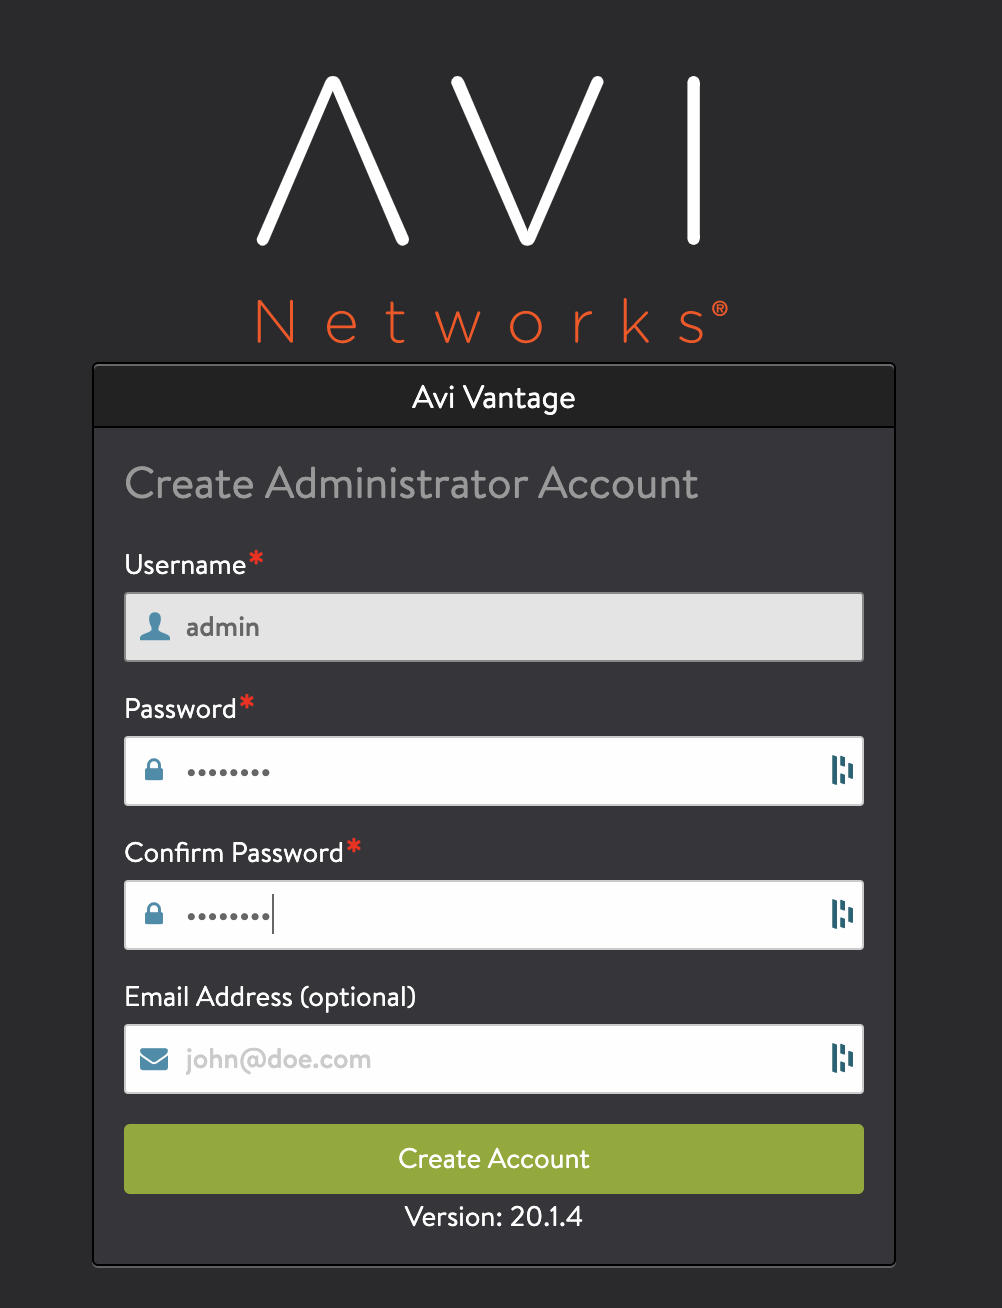 AVI
Networks®
Avi Vantage
Create Administrator Account
Username*
admin
Password*
••••••••
Confirm Password*
••••••••
Email Address (optional)
john@doe.com
Create Account
Version: 20.1.4